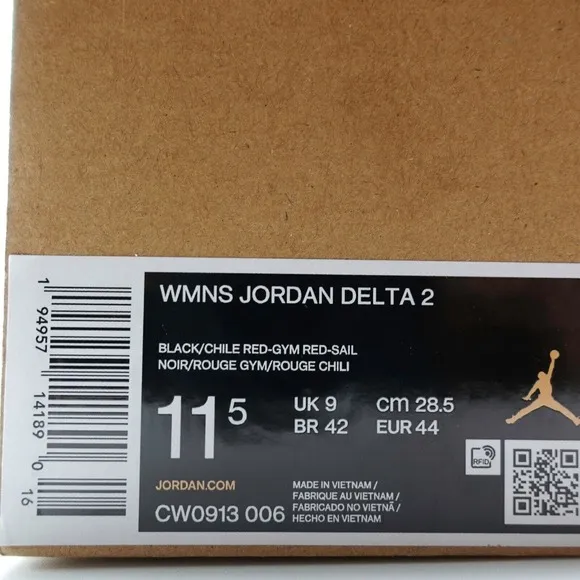 WMNS JORDAN DELTA 2
BLACK/CHILE RED-GYM RED-SAIL
NOIR/ROUGE GYM/ROUGE CHILI
11 5
UK 9 cm 28.5
BR 42 EUR 44
RFID
JORDAN.COM
CW0913 006
MADE IN VIETNAM /
FABRIQUE AU VIETNAM /
FABRICADO NO VIETNÃ /
HECHO EN VIETNAM
1 94957 14189 0 16